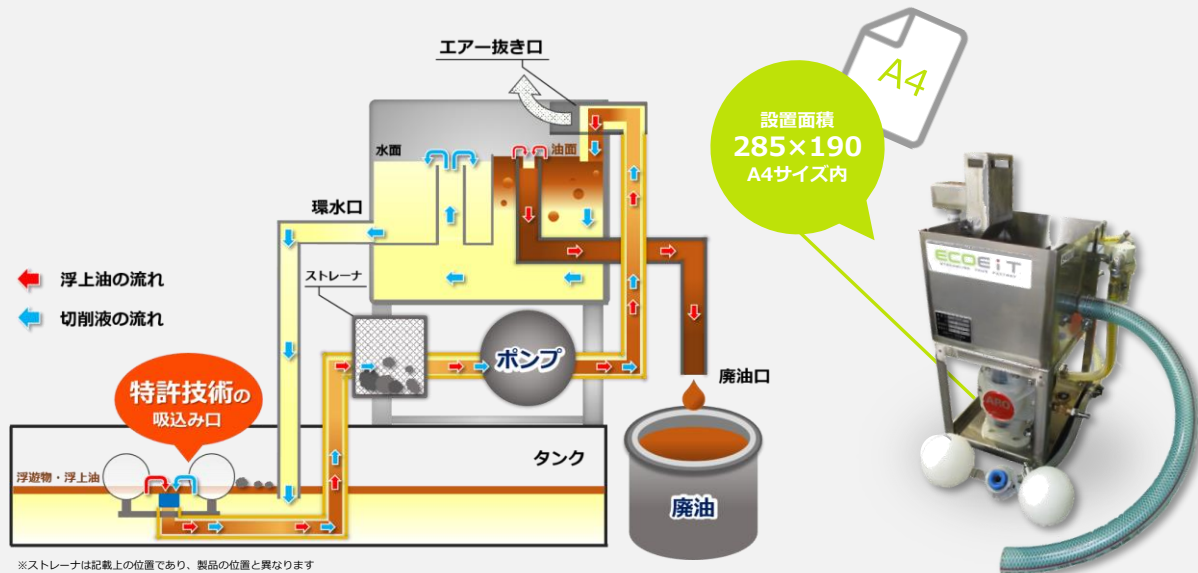 エアー抜き口
A4
設置面積
285×190
A4サイズ内
水面
油面
環水口
ストレーナ
浮上油の流れ
切削液の流れ
ポンプ
ECOEiT
APO
特許技術の
吸込み口
廃油口
タンク
浮遊物・浮上油
廃油
※ストレーナは記載上の位置であり、製品の位置と異なります